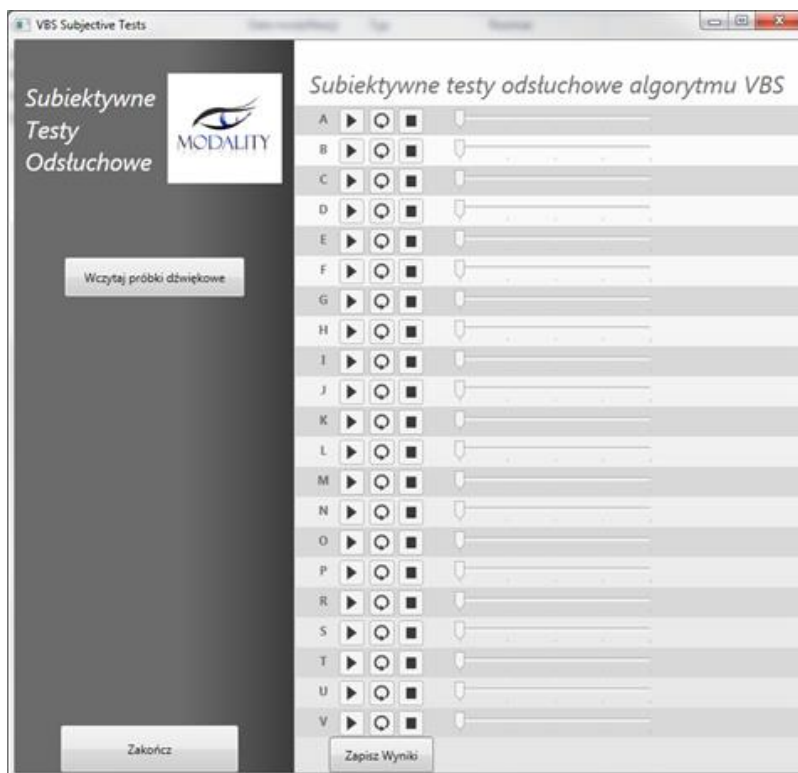 VBS Subjective Tests
Subiektywne
Testy
Odsłuchowe
MODALITY
Wczytaj próbki dźwiękowe
Zakończ
Subiektywne testy odsłuchowe algorytmu VBS
A
B
C
D
E
F
G
H
I
J
K
L
M
N
O
P
R
S
T
U
V
Zapisz Wyniki